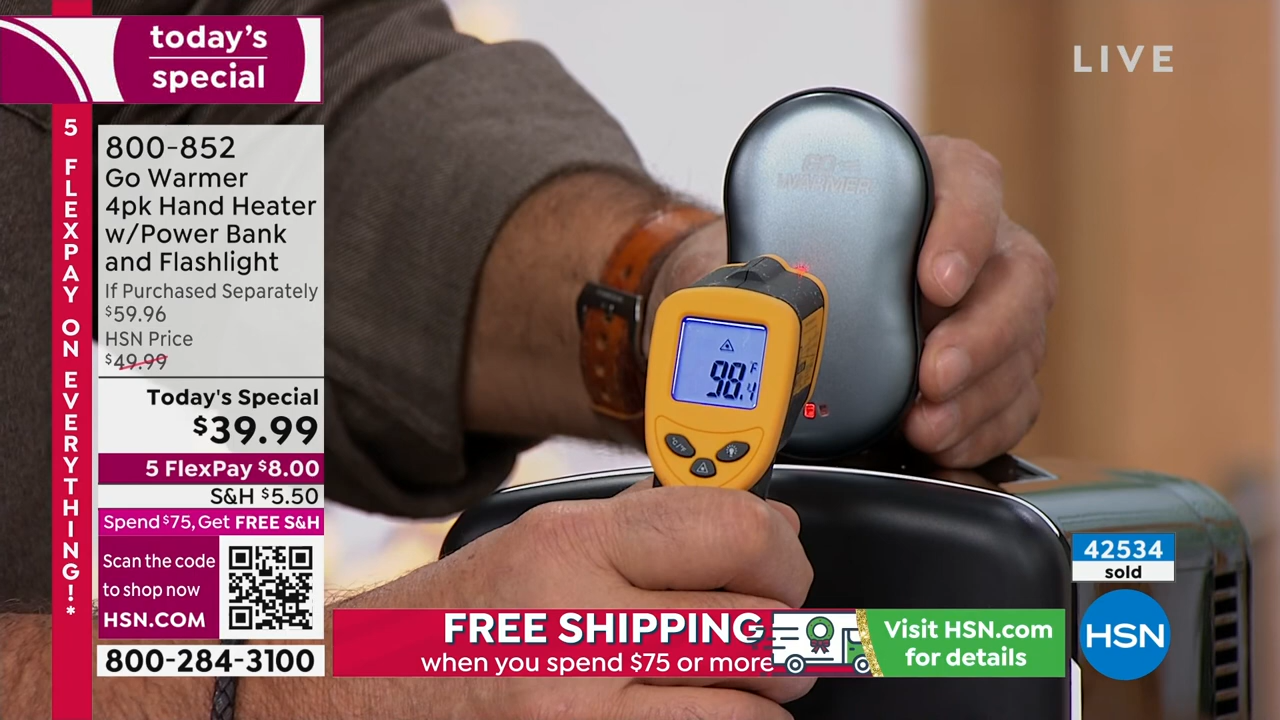 today's
special
LIVE
5 FLEXPAY ON EVERYTHING!*
800-852
Go Warmer
4pk Hand Heater
w/Power Bank
and Flashlight
If Purchased Separately
$59.96
HSN Price
$49.99
Today's Special
$39.99
5 FlexPay $8.00
S&H $5.50
Spend $75, Get FREE S&H
Scan the code
to shop now
HSN.COM
800-284-3100
GO
WARMER
°F
98.4
°C/°F
FREE SHIPPING
when you spend $75 or more
Visit HSN.com
for details
42534
sold
HSN